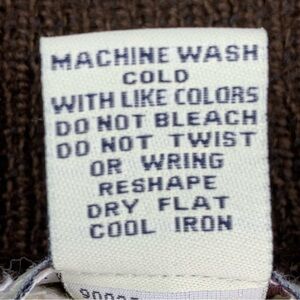 MACHINE WASH
COLD
WITH LIKE COLORS
DO NOT BLEACH
DO NOT TWIST
OR WRING
RESHAPE
DRY FLAT
COOL IRON